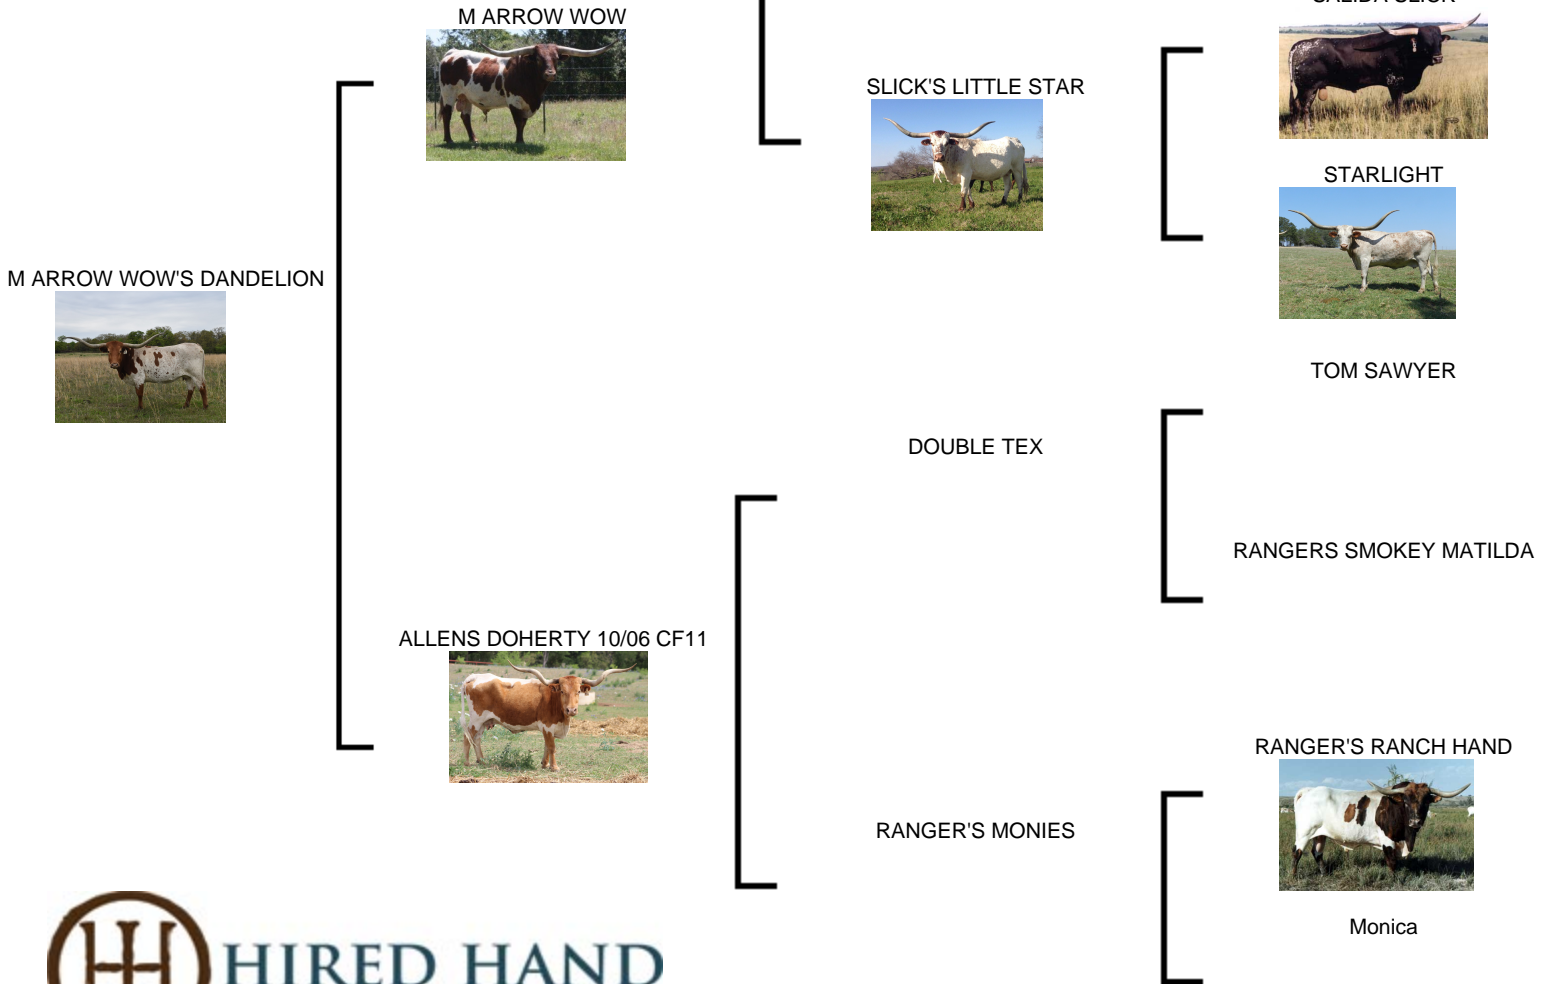 M ARROW WOW
SLICK'S LITTLE STAR
STARLIGHT
M ARROW WOW'S DANDELION
TOM SAWYER
DOUBLE TEX
RANGERS SMOKEY MATILDA
ALLENS DOHERTY 10/06 CF11
RANGER'S RANCH HAND
RANGER'S MONIES
Monica
HIRED HAND